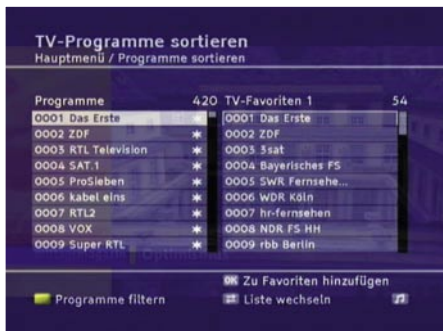 TV-Programme sortieren
Hauptmenü / Programme sortieren
Programme 420 TV-Favoriten 1 54
0001 Das Erste * 0001 Das Erste
0002 ZDF * 0002 ZDF
0003 RTL Television * 0003 3sat
0004 SAT.1 * 0004 Bayerisches FS
0005 ProSieben * 0005 SWR Fernsehe...
0006 kabel eins * 0006 WDR Köln
0007 RTL2 * 0007 hr-fernsehen
0008 VOX * 0008 NDR FS HH
0009 Super RTL * 0009 rbb Berlin
OK Zu Favoriten hinzufügen
Programme filtern Liste wechseln